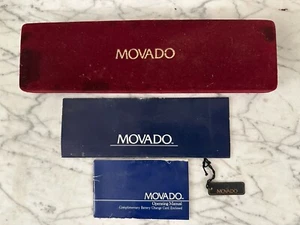 MOVADO
MOVADO
MOVADO
Operating Manual
(Complimentary Battery Change Card Enclosed)
MOVADO